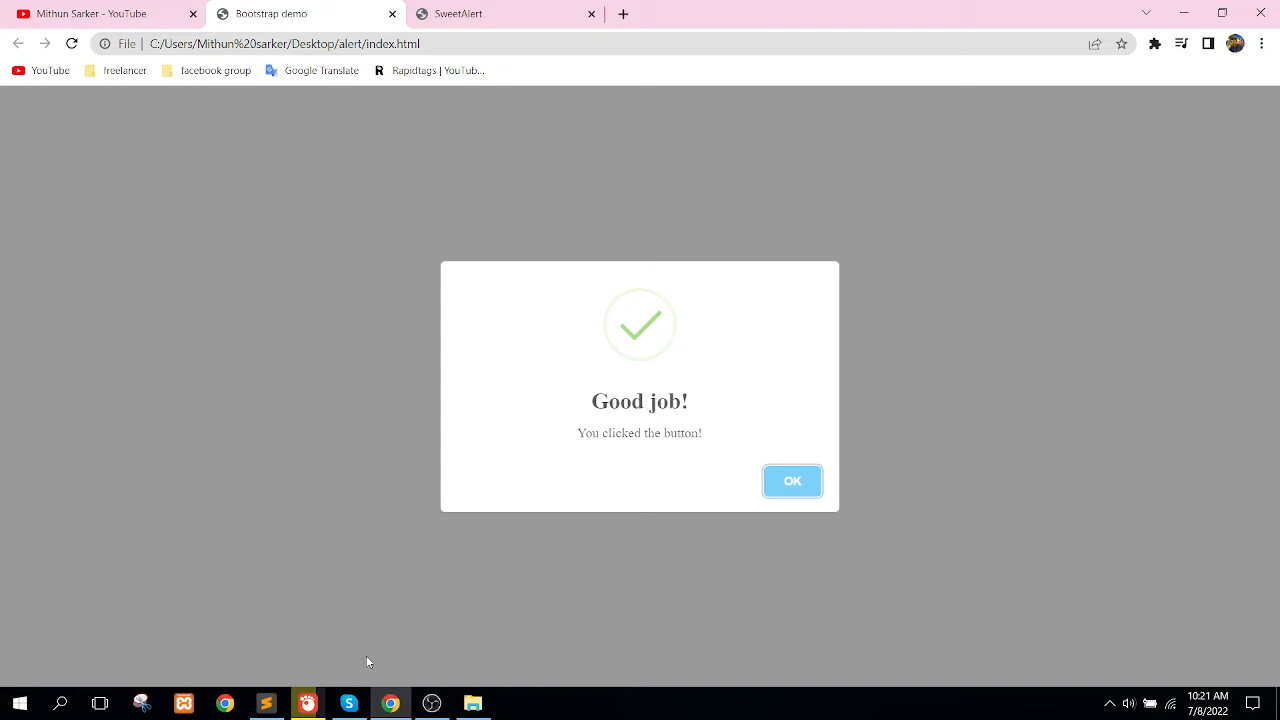 Mithun Sarker - YouTube
Bootstrap demo
SweetAlert
File | C:/Users/Mithun%20sarker/Desktop/alert/index.html
YouTube
freelancer
facebook group
Google Translate
R Rapidtags | YouTub...
Good job!
You clicked the button!
OK
10:21 AM
7/8/2022